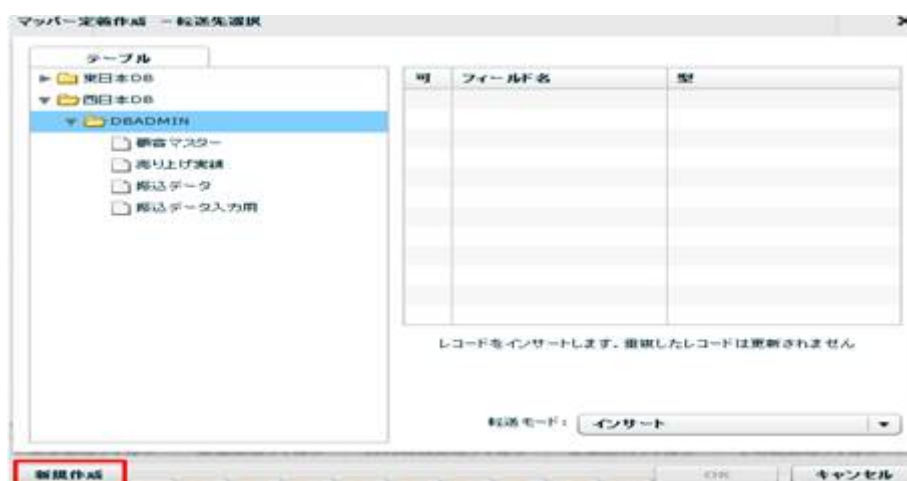 マッパー定義作成 －転送先選択
テーブル
東日本DB
西日本DB
DBADMIN
顧客マスター
売り上げ実績
振込データ
振込データ入力用
可 フィールド名 型
レコードをインサートします。重複したレコードは更新されません
転送モード： インサート
新規作成 OK キャンセル